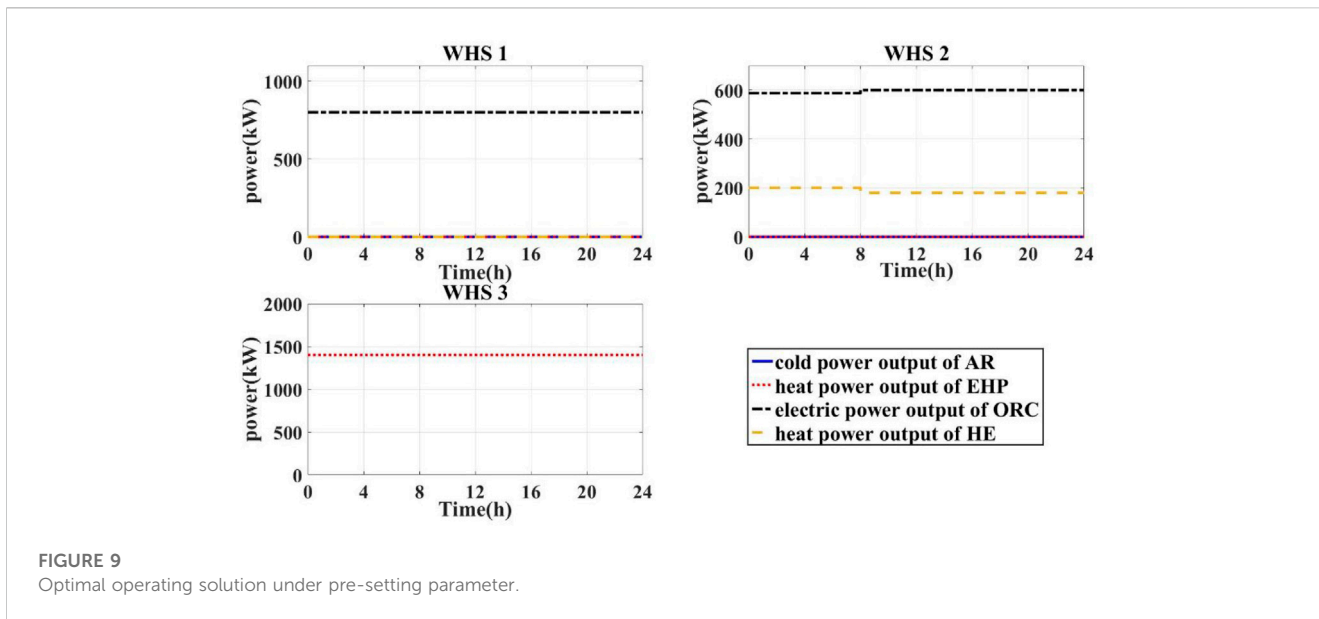 WHS 1
1000
500
0
power(kW)
0 4 8 12 16 20 24
Time(h)
WHS 2
600
400
200
0
power(kW)
0 4 8 12 16 20 24
Time(h)
WHS 3
2000
1500
1000
500
0
power(kW)
0 4 8 12 16 20 24
Time(h)
cold power output of AR
heat power output of EHP
electric power output of ORC
heat power output of HE
FIGURE 9
Optimal operating solution under pre-setting parameter.